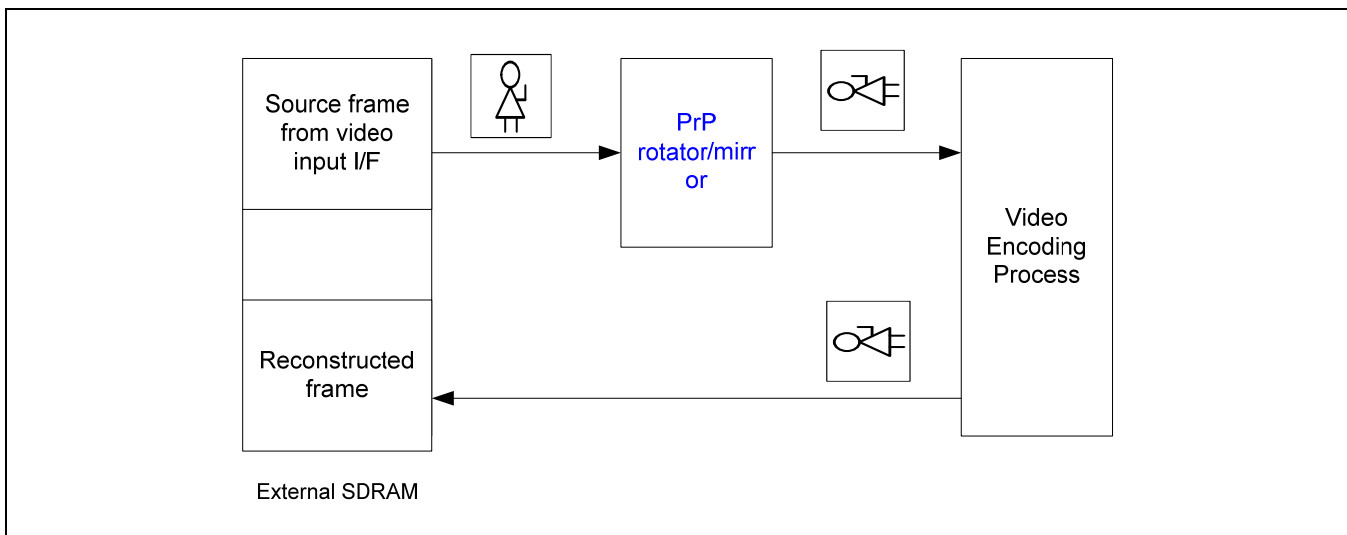 Source frame
from video
input I/F
PrP
rotator/mirr
or
Video
Encoding
Process
Reconstructed
frame
External SDRAM